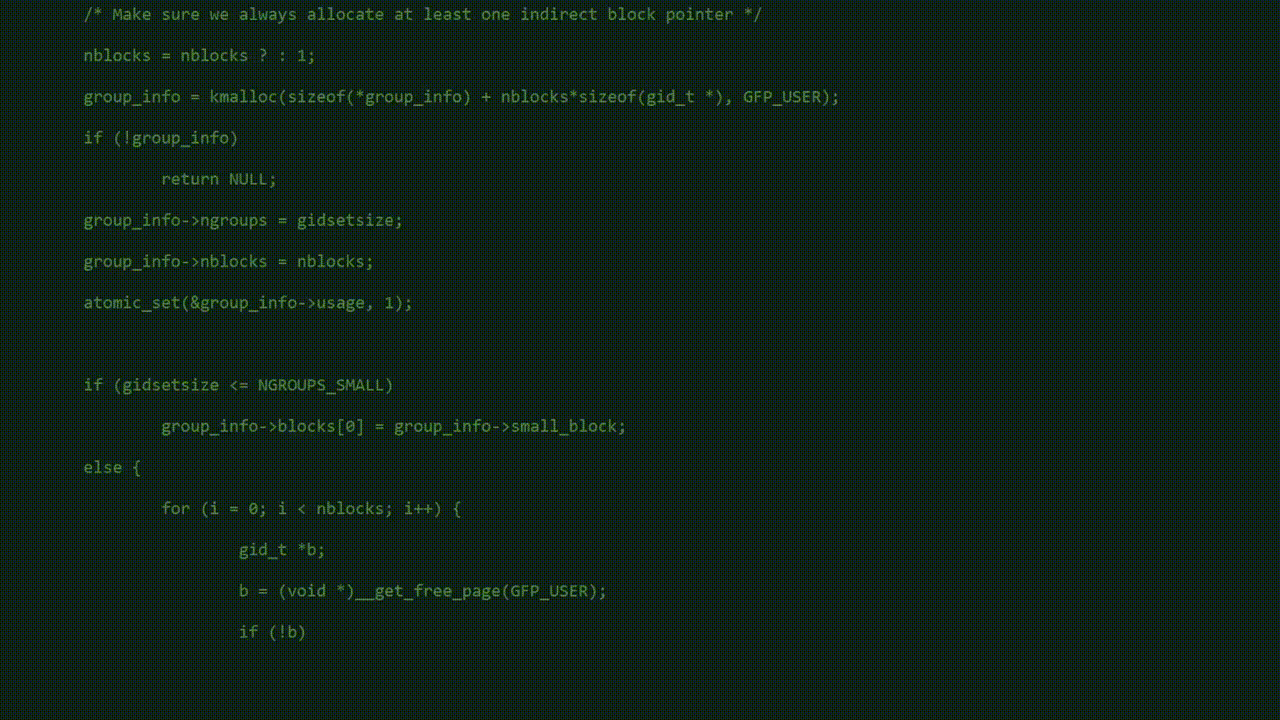 /* Make sure we always allocate at least one indirect block pointer */
nblocks = nblocks ? : 1;
group_info = kmalloc(sizeof(*group_info) + nblocks*sizeof(gid_t *), GFP_USER);
if (!group_info)
return NULL;
group_info->ngroups = gidsetsize;
group_info->nblocks = nblocks;
atomic_set(&group_info->usage, 1);
if (gidsetsize <= NGROUPS_SMALL)
group_info->blocks[0] = group_info->small_block;
else {
for (i = 0; i < nblocks; i++) {
gid_t *b;
b = (void *)__get_free_page(GFP_USER);
if (!b)